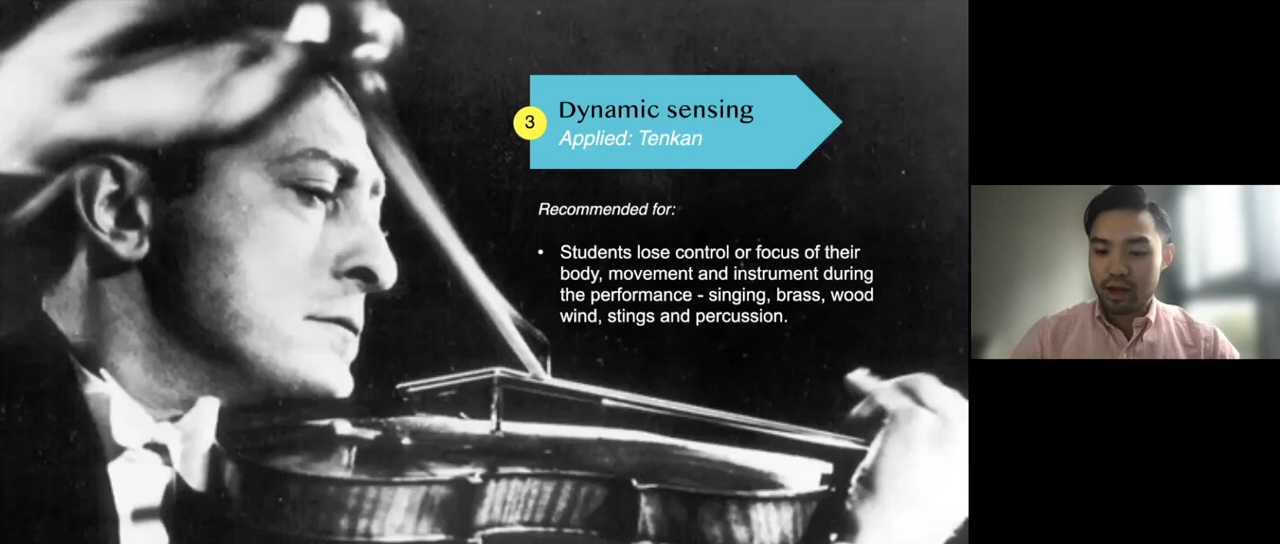 3
Dynamic sensing
Applied: Tenkan
Recommended for:
• Students lose control or focus of their
body, movement and instrument during
the performance - singing, brass, wood
wind, stings and percussion.